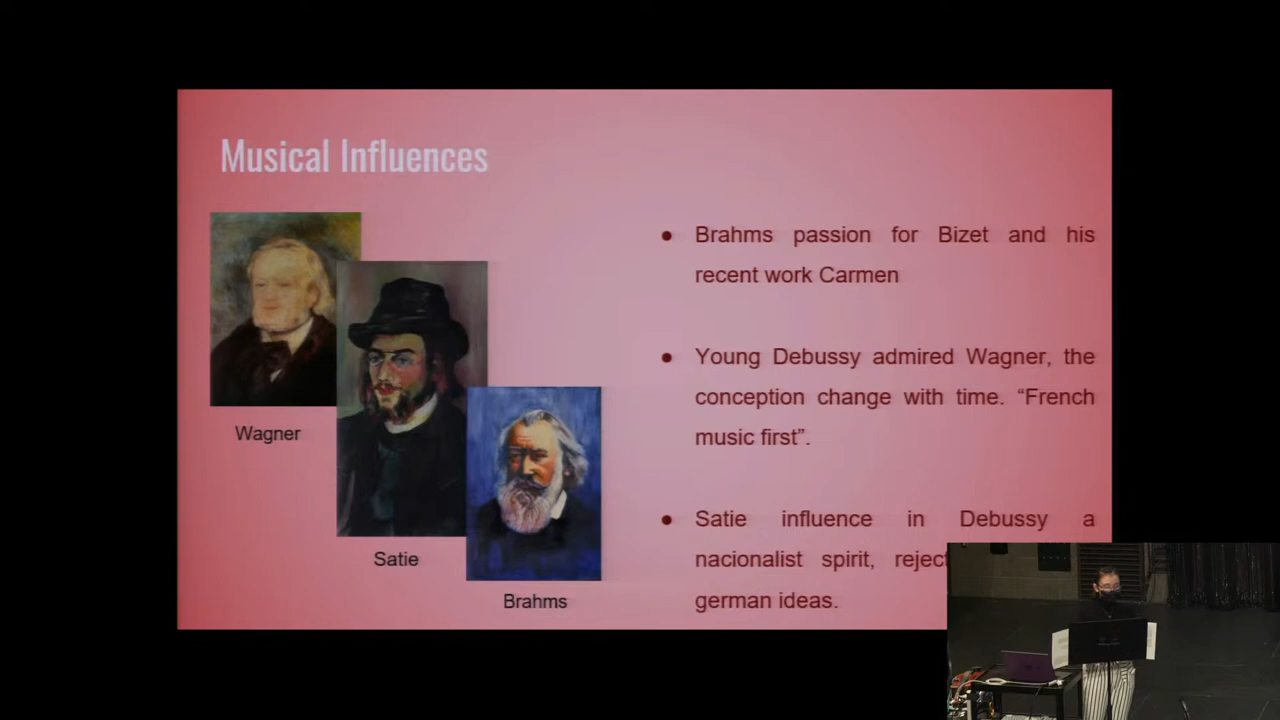 Musical Influences
Wagner
Satie
Brahms
Brahms passion for Bizet and his
recent work Carmen
Young Debussy admired Wagner, the
conception change with time. “French
music first”.
Satie influence in Debussy a
nacionalist spirit,
german ideas.